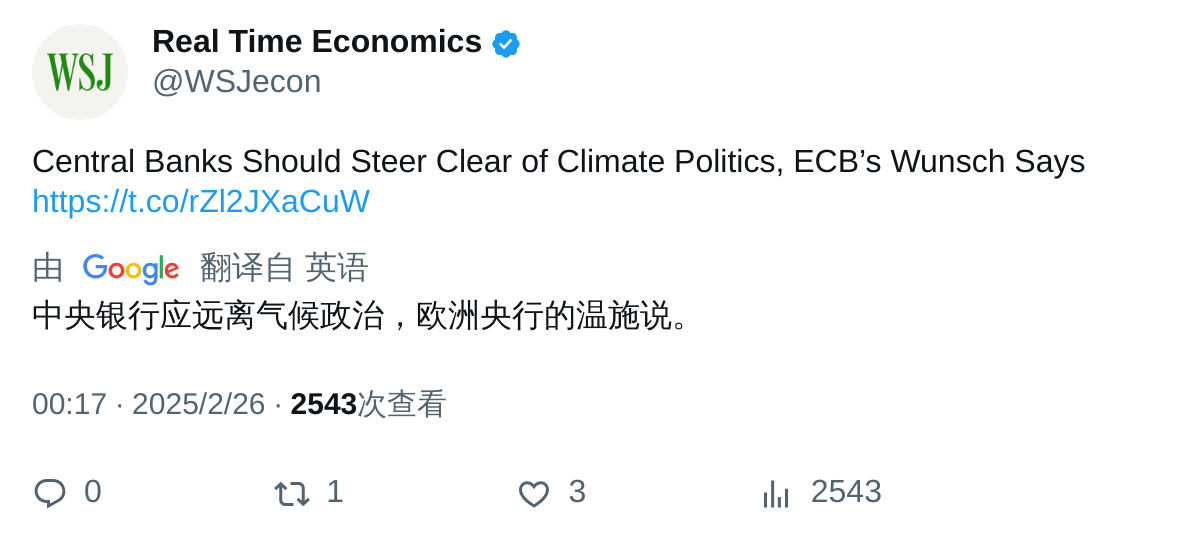 WSJ
Real Time Economics
@WSJecon
Central Banks Should Steer Clear of Climate Politics, ECB’s Wunsch Says
https://t.co/rZl2JXaCuW
由 Google 翻译自 英语
中央银行应远离气候政治，欧洲央行的温施说。
00:17 · 2025/2/26 · 2543次查看
0 1 3 2543